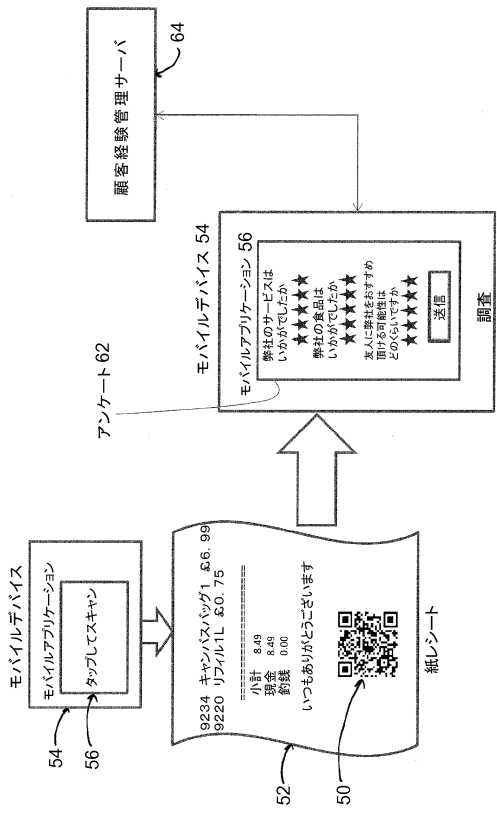 モバイルデバイス
モバイルアプリケーション
タップしてスキャン
54
56
9234 キャンバスバッグ1 £6.99
9220 リフィル1L £0.75
====================
小計 8.49
現金 8.49
釣銭 0.00
いつもありがとうございます
52
50
紙レシート
アンケート62
モバイルデバイス 54
モバイルアプリケーション 56
弊社のサービスは
いかがでしたか
★★★★★
弊社の食品は
いかがでしたか
★★★★★
友人に弊社をおすすめ
頂ける可能性は
どのくらいですか
★★★★★
送信
調査
顧客経験管理サーバ
64